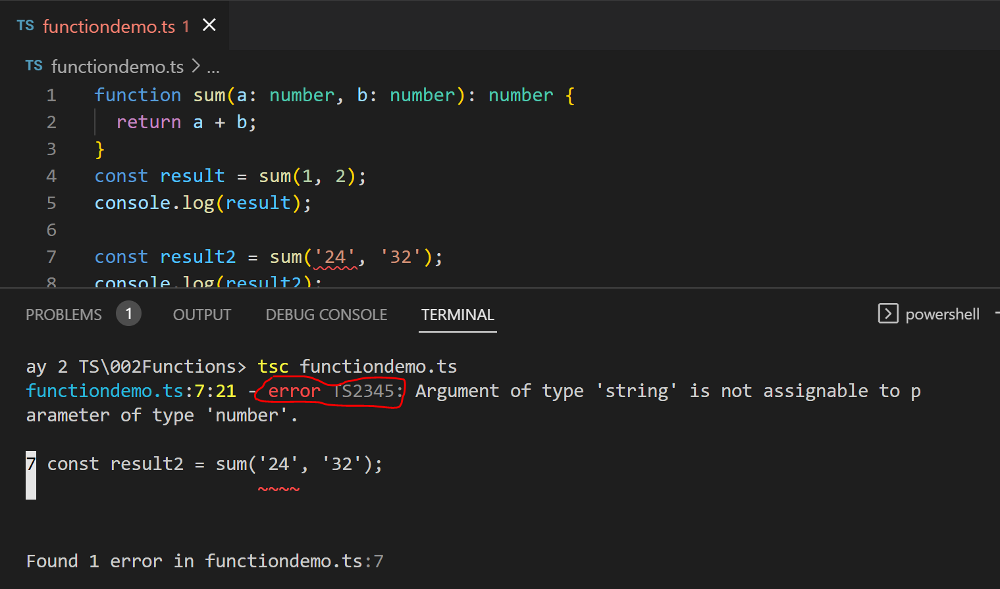 TS functiondemo.ts 1
TS functiondemo.ts > ...
1 function sum(a: number, b: number): number {
2 return a + b;
3 }
4 const result = sum(1, 2);
5 console.log(result);
6
7 const result2 = sum('24', '32');
8 console.log(result2);
PROBLEMS 1 OUTPUT DEBUG CONSOLE TERMINAL powershell
ay 2 TS\002Functions> tsc functiondemo.ts
functiondemo.ts:7:21 - error TS2345: Argument of type 'string' is not assignable to p
arameter of type 'number'.
7 const result2 = sum('24', '32');
~~~~
Found 1 error in functiondemo.ts:7